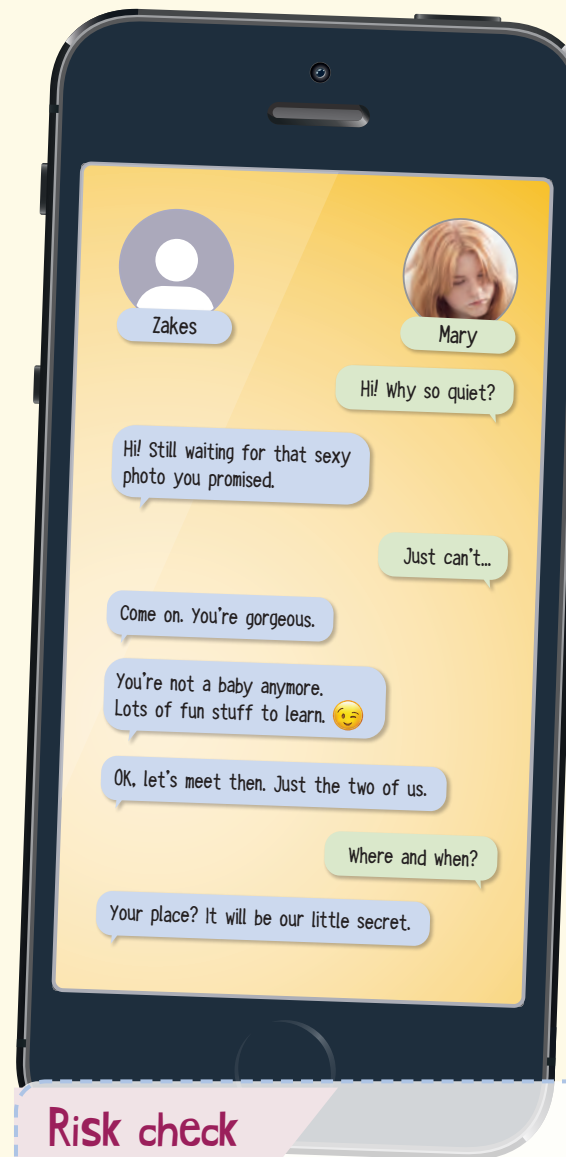 Zakes
Mary
Hi! Why so quiet?
Hi! Still waiting for that sexy
photo you promised.
Just can't...
Come on. You're gorgeous.
You're not a baby anymore.
Lots of fun stuff to learn. 😉
OK, let's meet then. Just the two of us.
Where and when?
Your place? It will be our little secret.
Risk check